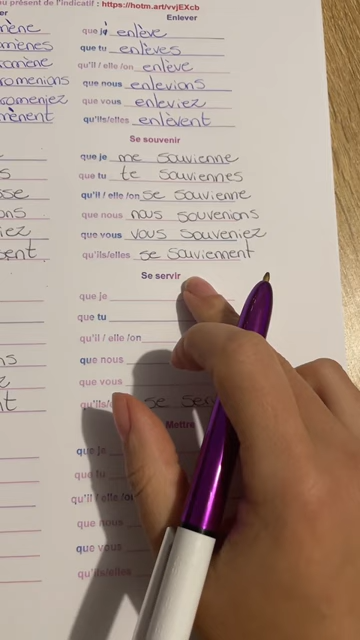 au présent de l'indicatif : https://hotm.art/vvjEXcb
Enlever
que j' enlève
que tu enlèves
qu'il / elle /on enlève
que nous enlevions
que vous enleviez
qu'ils/elles enlèvent
Se souvenir
que je me souvienne
que tu te souviennes
qu'il / elle /on se souvienne
que nous nous souvenions
que vous vous souveniez
qu'ils/elles se souviennent
Se servir
que je
que tu
qu'il / elle /on
que nous
que vous
qu'ils/ se
Mettre
que je
que tu
qu'il / elle /on
que nous
que vous
qu'ils/elles